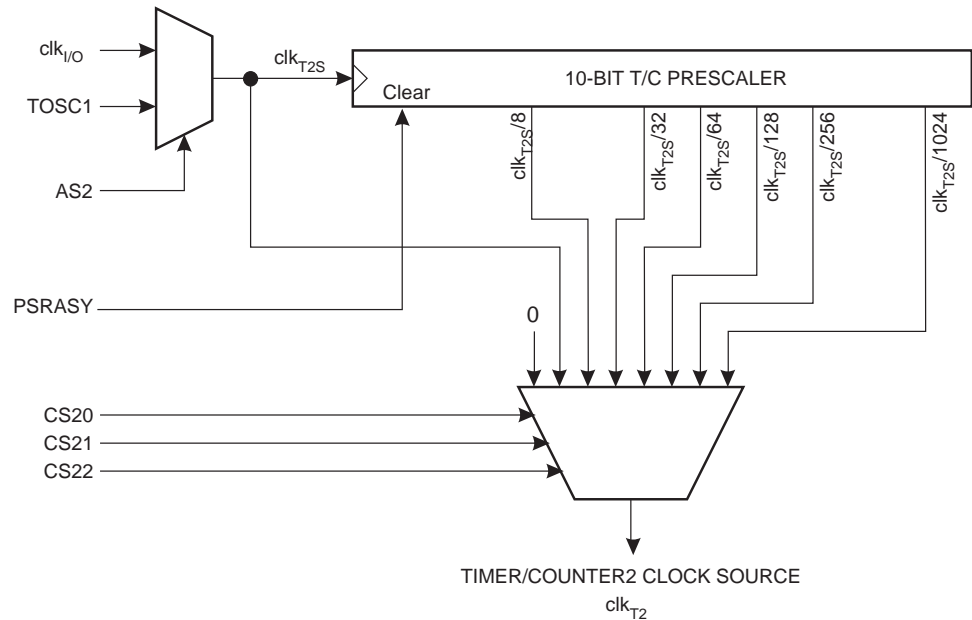 clkI/O
TOSC1
AS2
PSRASY
clkT2S
10-BIT T/C PRESCALER
Clear
clkT2S/8
clkT2S/32
clkT2S/64
clkT2S/128
clkT2S/256
clkT2S/1024
0
CS20
CS21
CS22
TIMER/COUNTER2 CLOCK SOURCE
clkT2